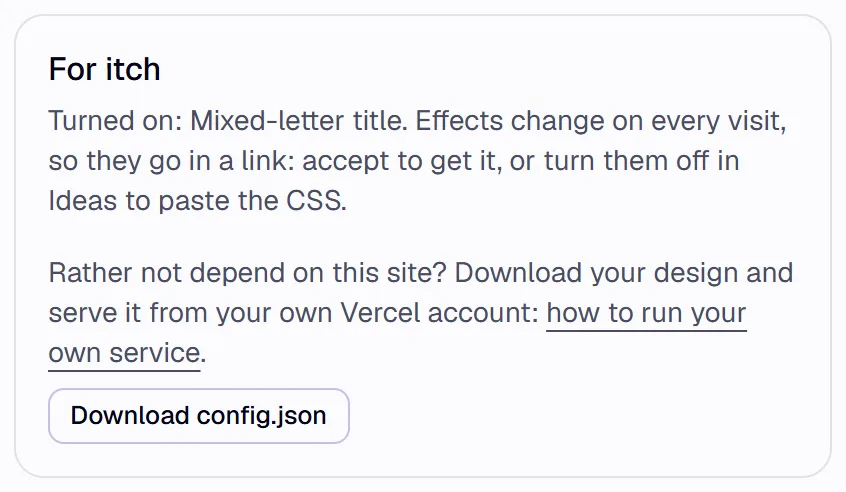 For itch
Turned on: Mixed-letter title. Effects change on every visit,
so they go in a link: accept to get it, or turn them off in
Ideas to paste the CSS.
Rather not depend on this site? Download your design and
serve it from your own Vercel account: how to run your
own service.
Download config.json